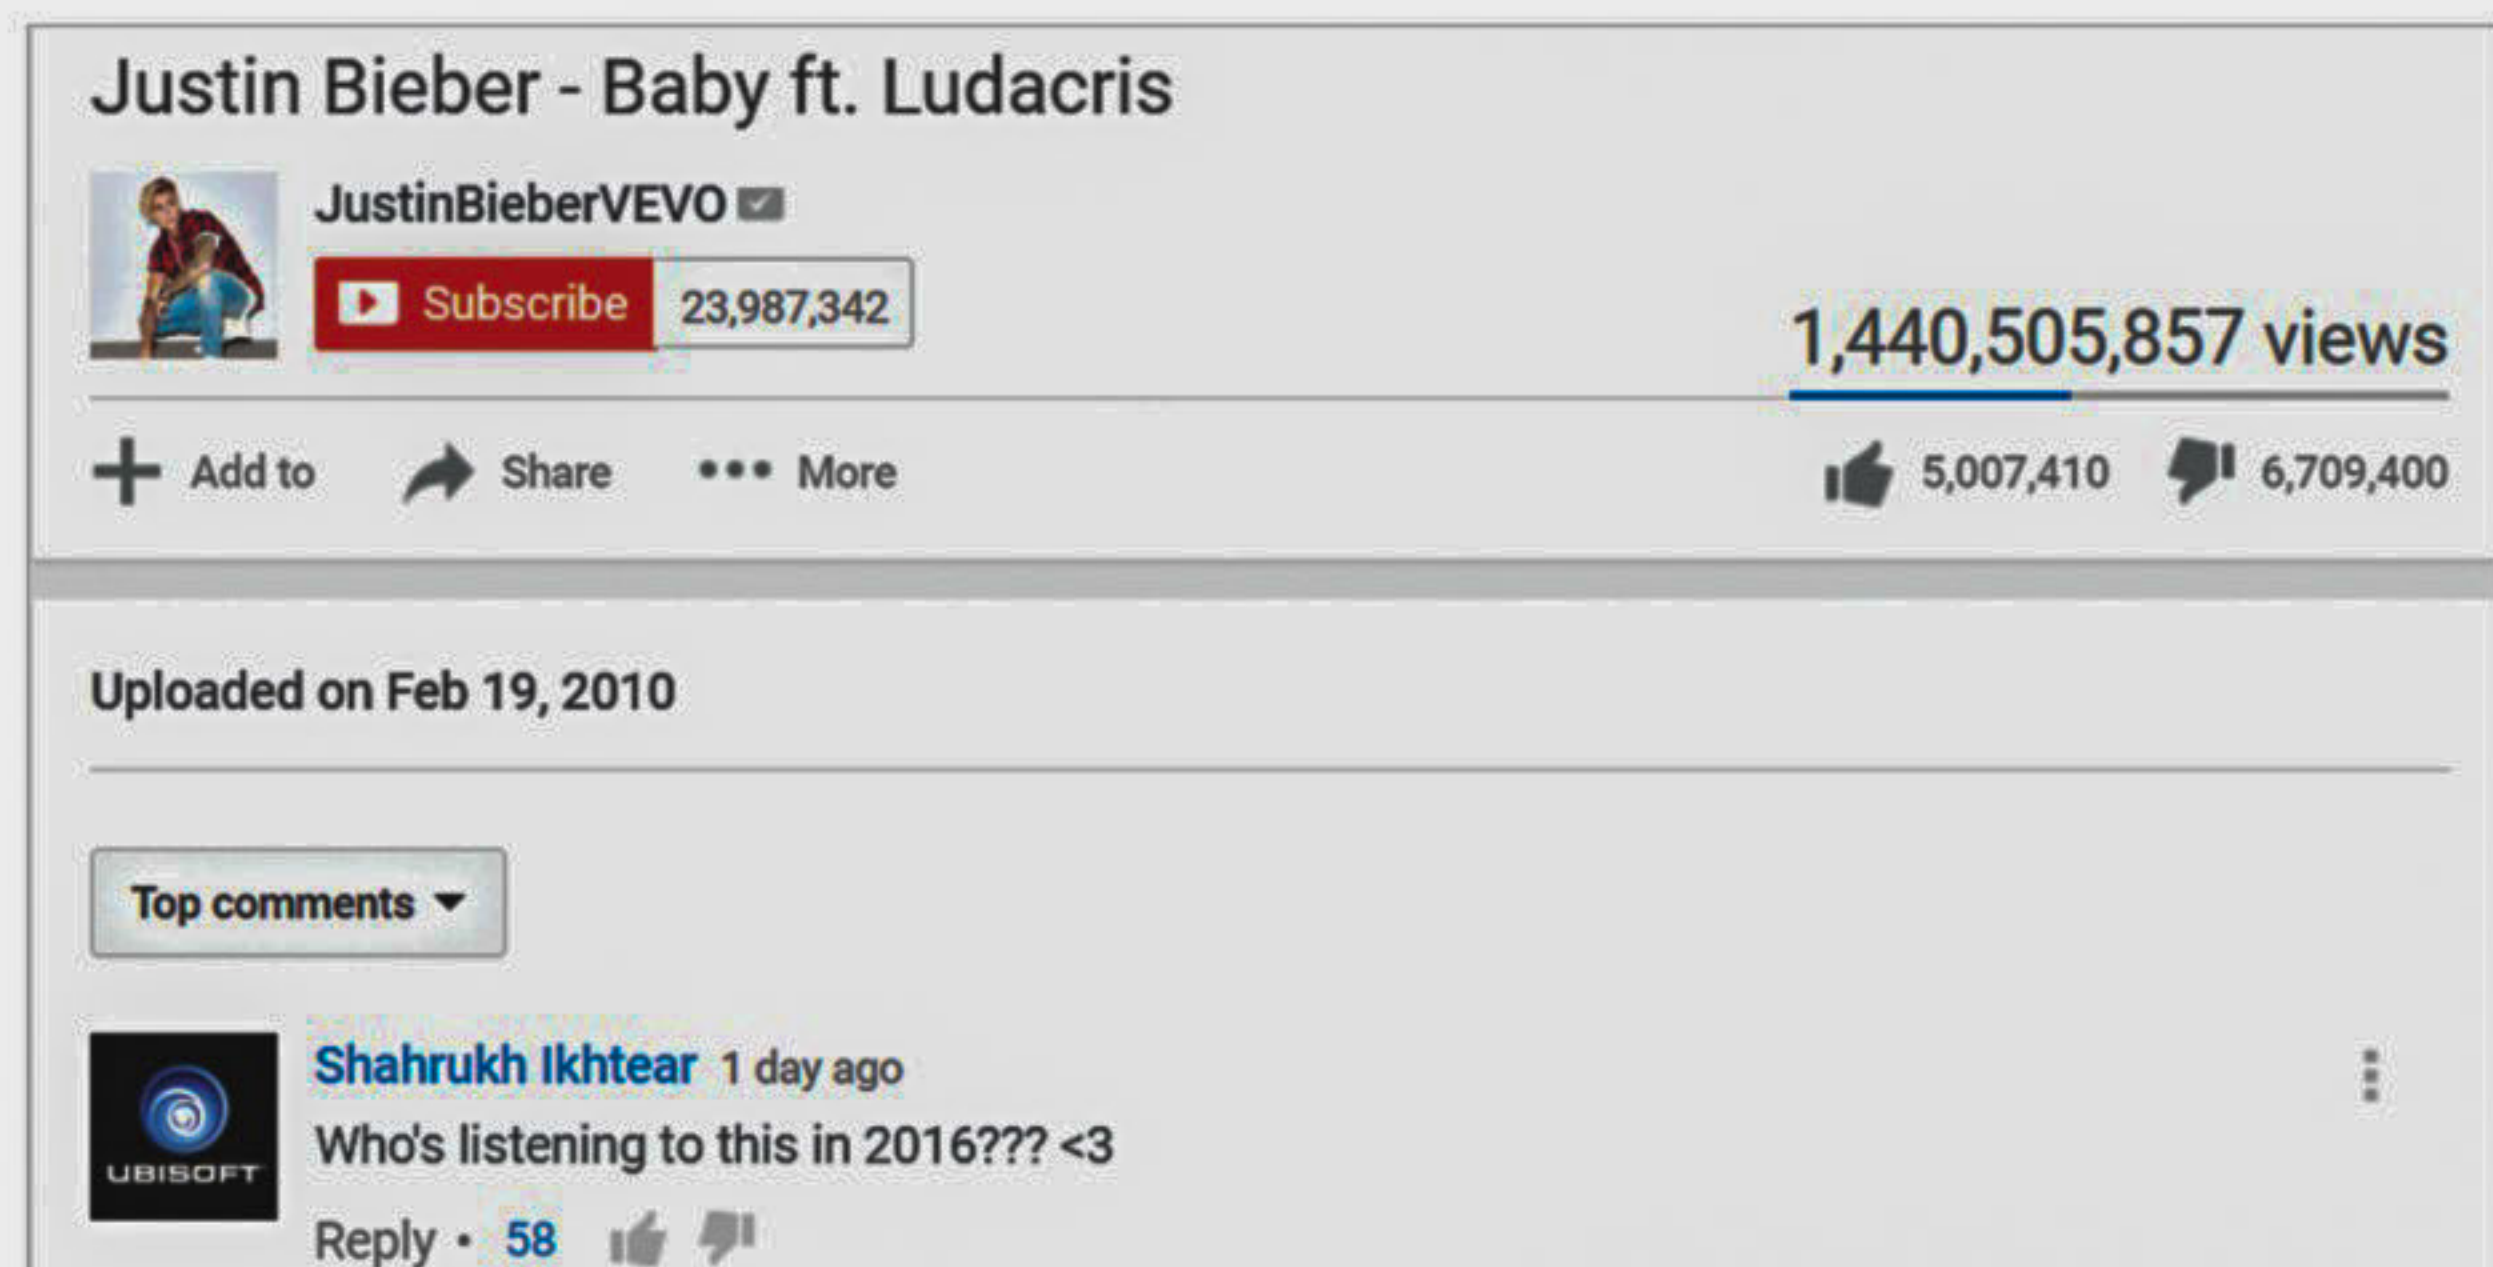 Justin Bieber - Baby ft. Ludacris
JustinBieberVEVO
Subscribe 23,987,342
1,440,505,857 views
Add to Share More 5,007,410 6,709,400
Uploaded on Feb 19, 2010
Top comments
UBISOFT
Shahrukh Ikhtear 1 day ago
Who's listening to this in 2016??? <3
Reply • 58